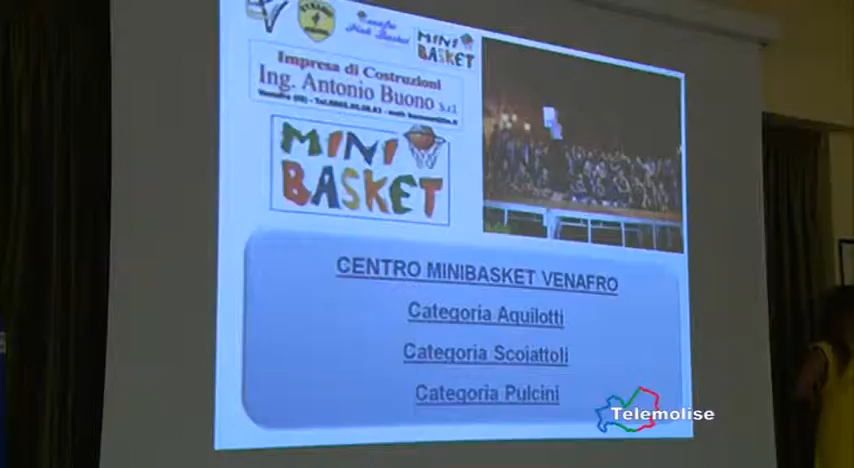 MINI
BASKET
Impresa di Costruzioni
Ing. Antonio Buono S.r.l.
MINI
BASKET
CENTRO MINIBASKET VENAFRO
Categoria Aquilotti
Categoria Scoiattoli
Categoria Pulcini
Telemolise